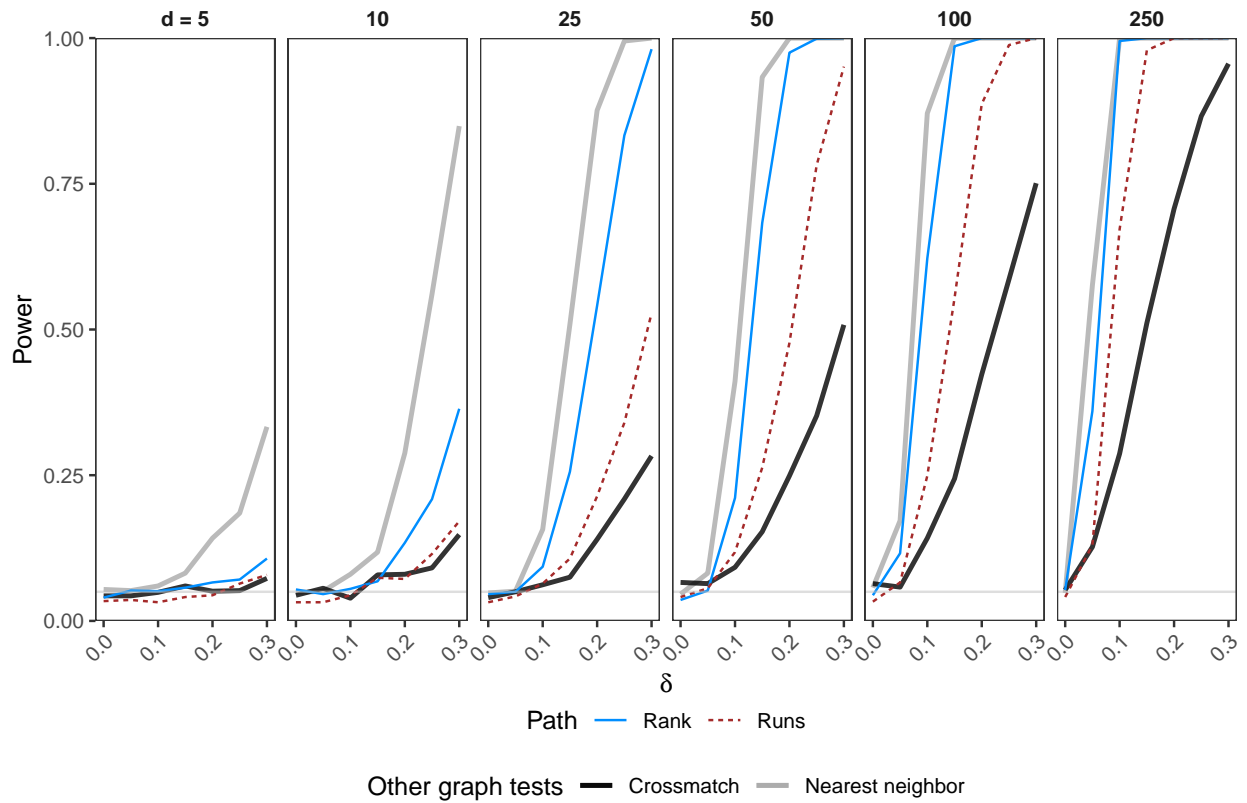 d = 5 10 25 50 100 250
1.00
0.75
0.50
0.25
0.00
Power
0.0 0.1 0.2 0.3 0.0 0.1 0.2 0.3 0.0 0.1 0.2 0.3 0.0 0.1 0.2 0.3 0.0 0.1 0.2 0.3 0.0 0.1 0.2 0.3
δ
Path Rank Runs
Other graph tests Crossmatch Nearest neighbor